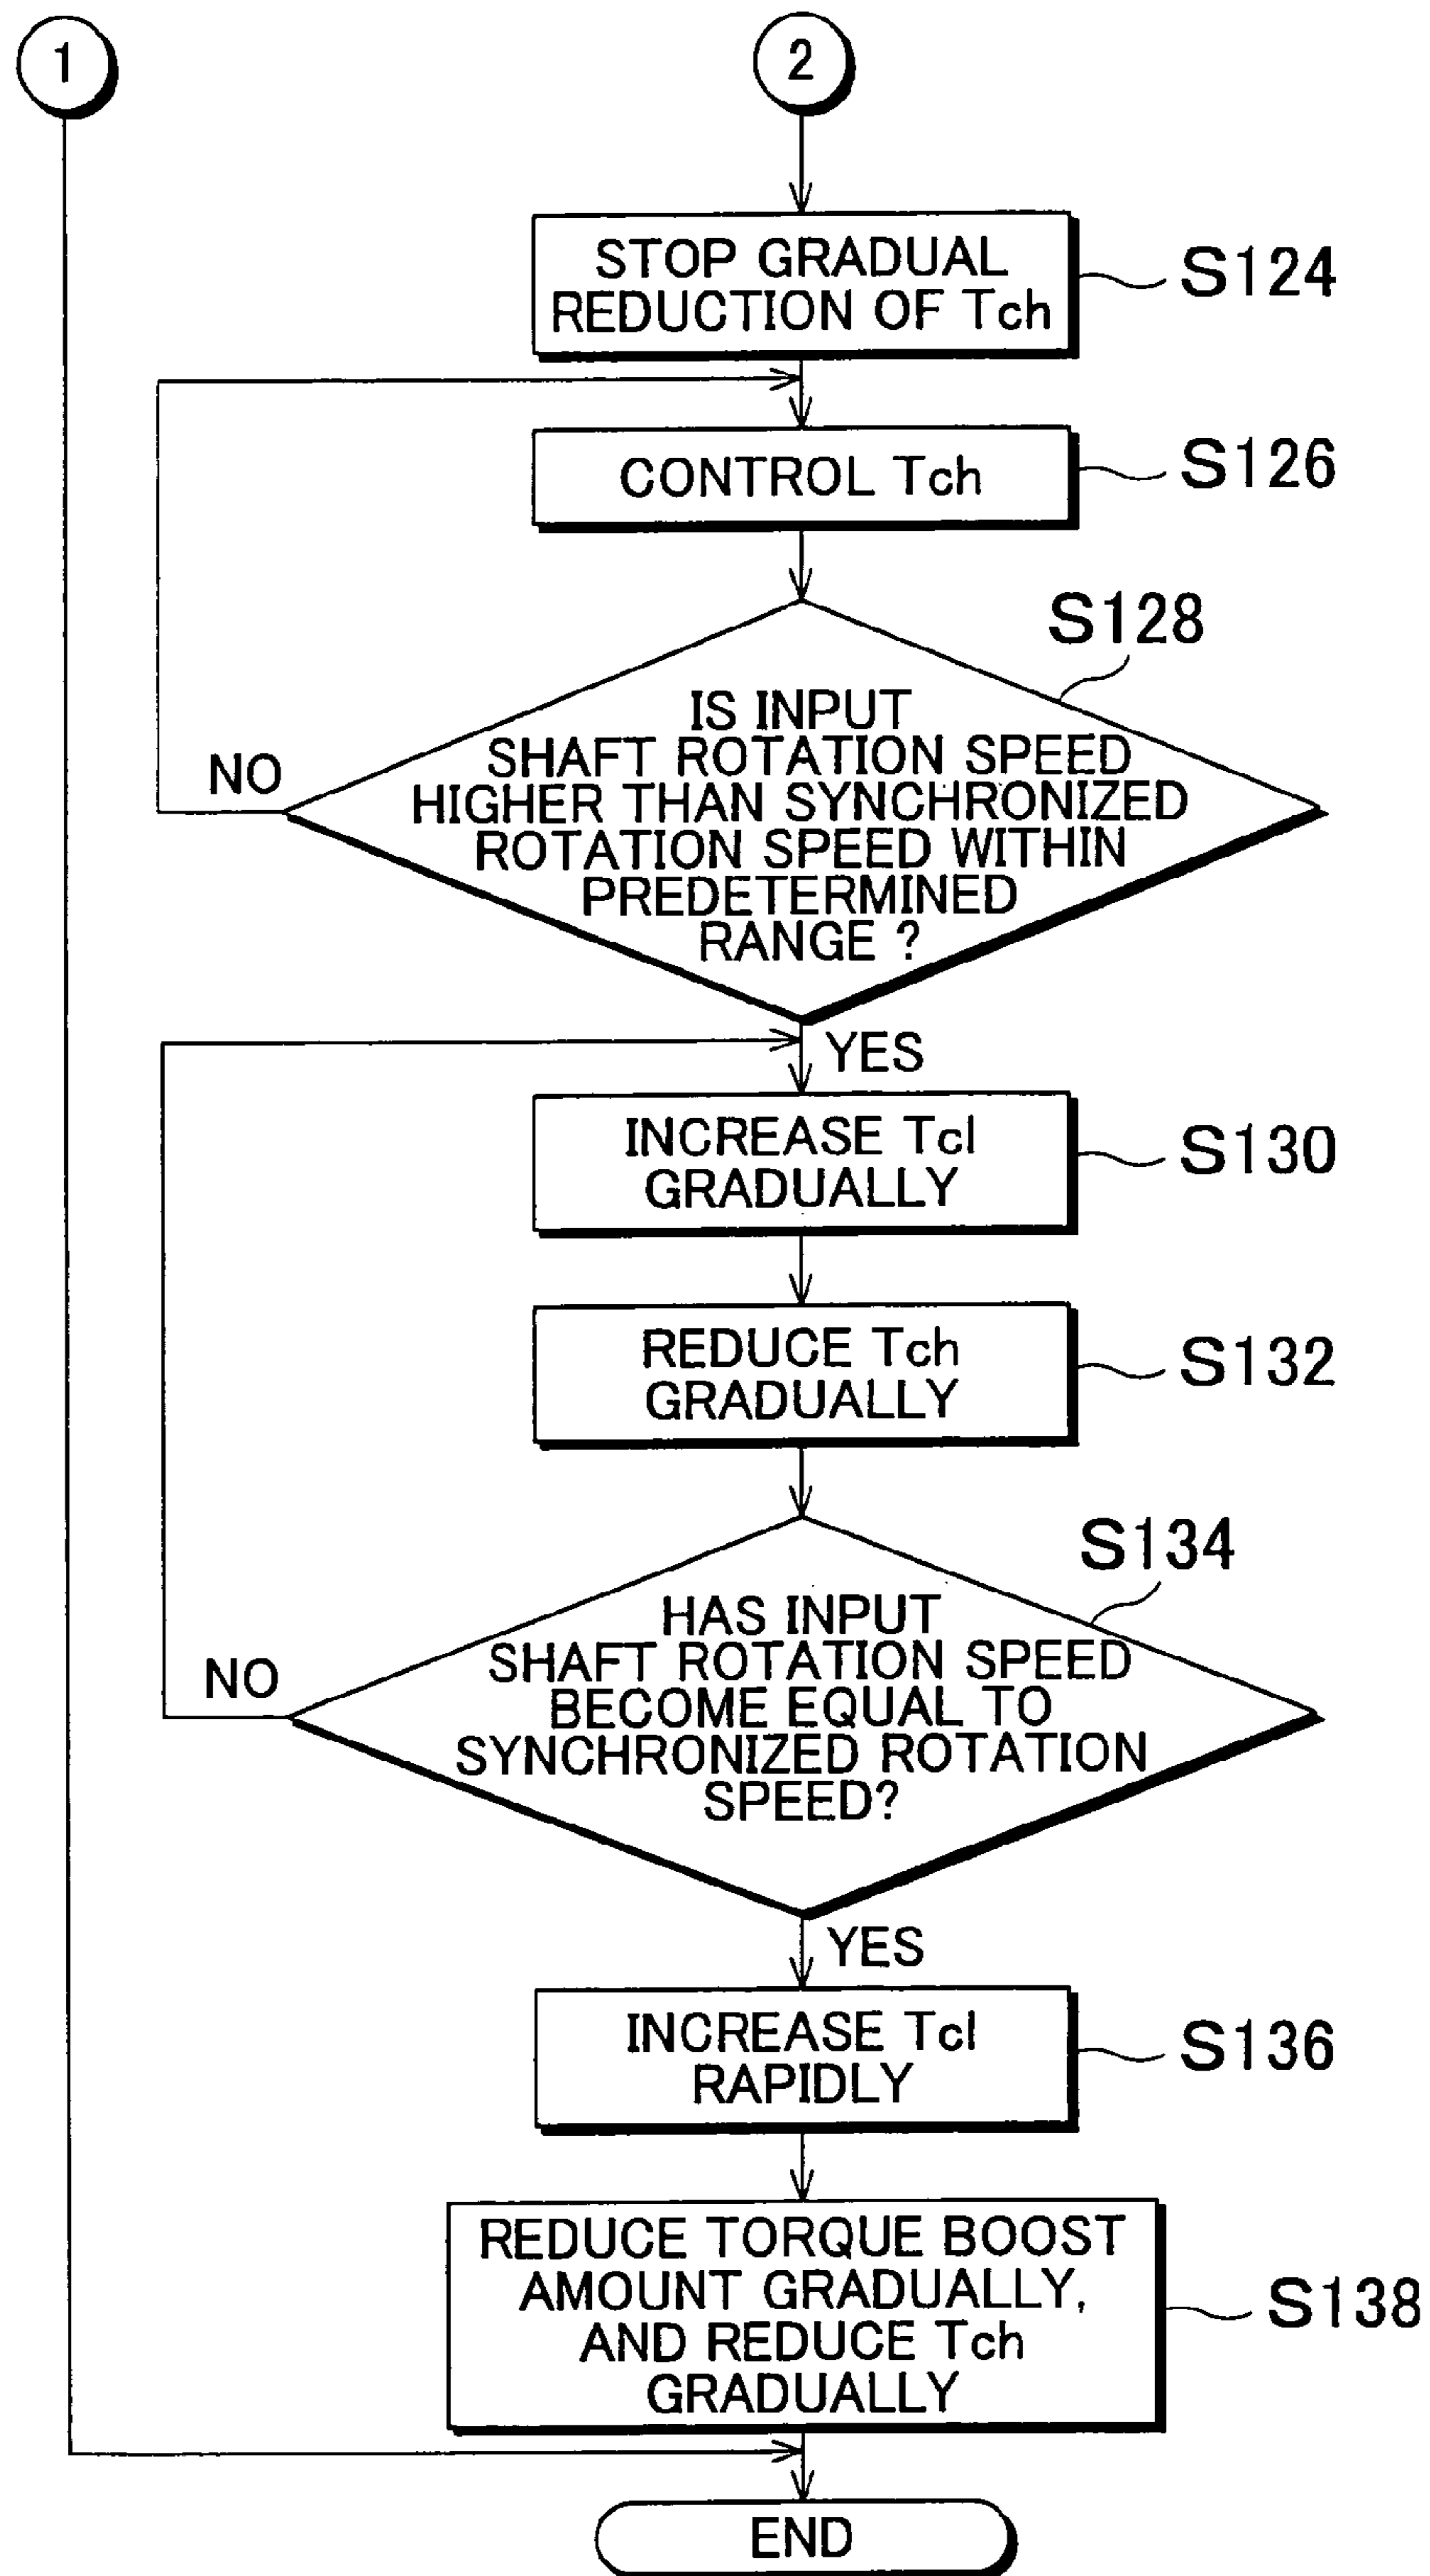 1
2
STOP GRADUAL
REDUCTION OF Tch
S124
CONTROL Tch
S126
S128
IS INPUT
SHAFT ROTATION SPEED
HIGHER THAN SYNCHRONIZED
ROTATION SPEED WITHIN
PREDETERMINED
RANGE ?
NO
YES
INCREASE Tcl
GRADUALLY
S130
REDUCE Tch
GRADUALLY
S132
S134
HAS INPUT
SHAFT ROTATION SPEED
BECOME EQUAL TO
SYNCHRONIZED ROTATION
SPEED?
NO
YES
INCREASE Tcl
RAPIDLY
S136
REDUCE TORQUE BOOST
AMOUNT GRADUALLY,
AND REDUCE Tch
GRADUALLY
S138
END